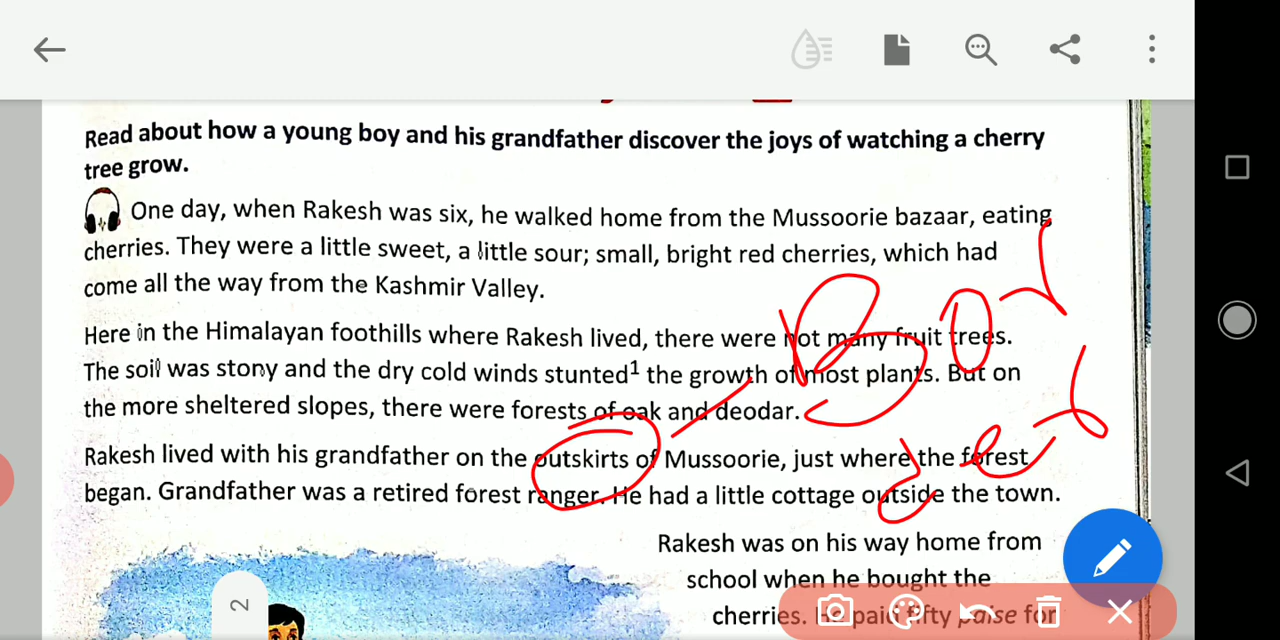 Read about how a young boy and his grandfather discover the joys of watching a cherry
tree grow.
One day, when Rakesh was six, he walked home from the Mussoorie bazaar, eating
cherries. They were a little sweet, a little sour; small, bright red cherries, which had
come all the way from the Kashmir Valley.
Here in the Himalayan foothills where Rakesh lived, there were not many fruit trees.
The soil was stony and the dry cold winds stunted¹ the growth of most plants. But on
the more sheltered slopes, there were forests of oak and deodar.
Rakesh lived with his grandfather on the outskirts of Mussoorie, just where the forest
began. Grandfather was a retired forest ranger. He had a little cottage outside the town.
Rakesh was on his way home from
school when he bought the
cherries. He paid fifty paise for
2